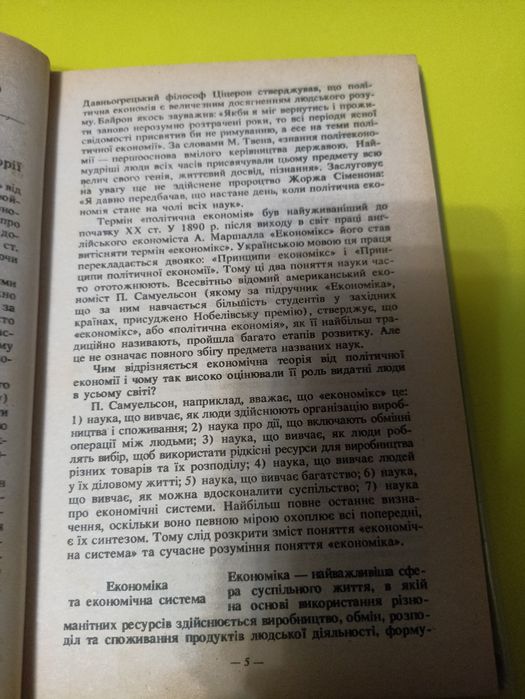 Давньогрецький філософ Ціцерон стверджував, що полі-
тична економія є величезним досягненням людського розу-
му. Байрон якось зауважив: «Якби я міг вернутись і прожи-
ти заново нерозумно розтрачені роки, то всі періоди ясної
свідомості присвятив би не римуванню, а есе на теми полі-
тичної економії». За словами М. Твена, «знання політеконо-
мії — першооснова вмілого керівництва державою. Най-
мудріші люди всіх часів присвячували цьому предмету всю
велич свого генія, життєвий досвід, пізнання». Заслуговує
на увагу ще не здійснене пророцтво Жоржа Сіменона:
«Я давно передбачав, що настане день, коли політична еко-
номія стане на чолі всіх наук».
Термін «політична економія» був найуживаніший до
початку XX ст. У 1890 р. після виходу в світ праці анг-
лійського економіста А. Маршалла «Економікс» його став
витісняти термін «економікс». Українською мовою ця праця
перекладається двояко: «Принципи економікс» і «Прин-
ципи політичної економії». Тому ці два поняття науки час-
то ототожнюють. Всесвітньо відомий американський еко-
номіст П. Самуельсон (якому за підручник «Економіка»,
що за ним навчається більшість студентів у західних
країнах, присуджено Нобелівську премію), стверджує, що
«економікс», або «політична економія», як її найбільш тра-
диційно називають, пройшла багато етапів розвитку. Але
це не означає повного збігу предмета названих наук.
Чим відрізняється економічна теорія від політичної
економії і чому так високо оцінювали її роль видатні люди
в усьому світі?
П. Самуельсон, наприклад, вважає, що «економікс» це:
1) наука, що вивчає, як люди здійснюють організацію вироб-
ництва і споживання; 2) наука про дії, що включають обмінні
операції між людьми; 3) наука, що вивчає, як люди роб-
лять вибір, щоб використати рідкісні ресурси для виробництва
різних товарів та їх розподілу; 4) наука, що вивчає людей
у їх діловому житті; 5) наука, що вивчає багатство; 6) наука,
що вивчає, як можна вдосконалити суспільство; 7) наука
про економічні системи. Найбільш повне останнє визна-
чення, оскільки воно певною мірою охоплює всі попередні,
є їх синтезом. Тому слід розкрити зміст поняття «економіч-
на система» та сучасне розуміння поняття «економіка».
Економіка
та економічна система
Економіка — найважливіша сфе-
ра суспільного життя, в якій
на основі використання різно-
манітних ресурсів здійснюється виробництво, обмін, розпо-
діл та споживання продуктів людської діяльності, форму-
— 5 —